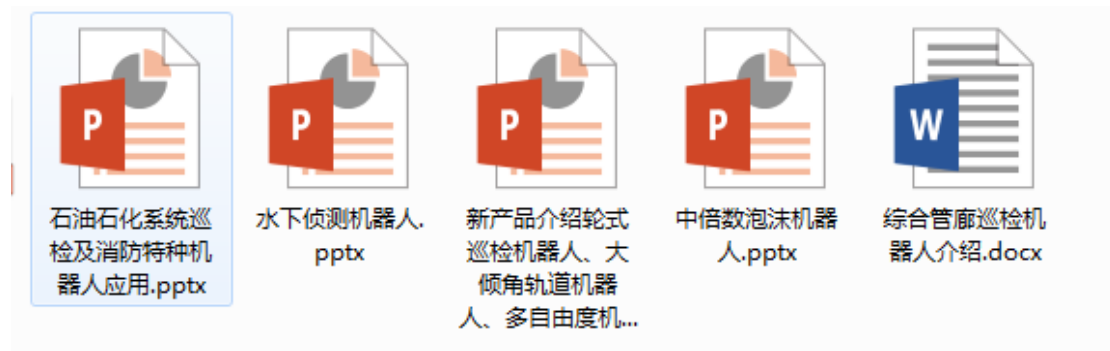 P
P
P
P
W
石油石化系统巡
检及消防特种机
器人应用.pptx
水下侦测机器人.
pptx
新产品介绍轮式
巡检机器人、大
倾角轨道机器
人、多自由度机...
中倍数泡沫机器
人.pptx
综合管廊巡检机
器人介绍.docx